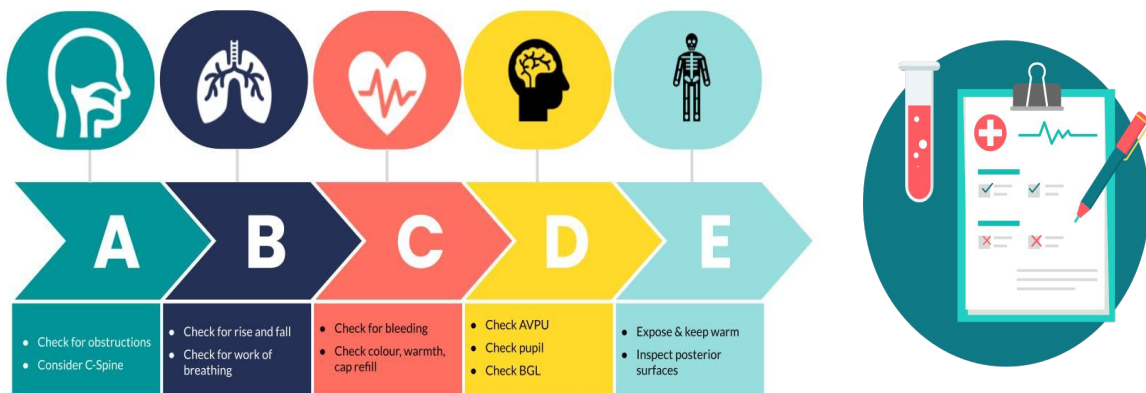 A
B
C
D
E
• Check for obstructions
• Consider C-Spine
• Check for rise and fall
• Check for work of
breathing
• Check for bleeding
• Check colour, warmth,
cap refill
• Check AVPU
• Check pupil
• Check BGL
• Expose & keep warm
• Inspect posterior
surfaces